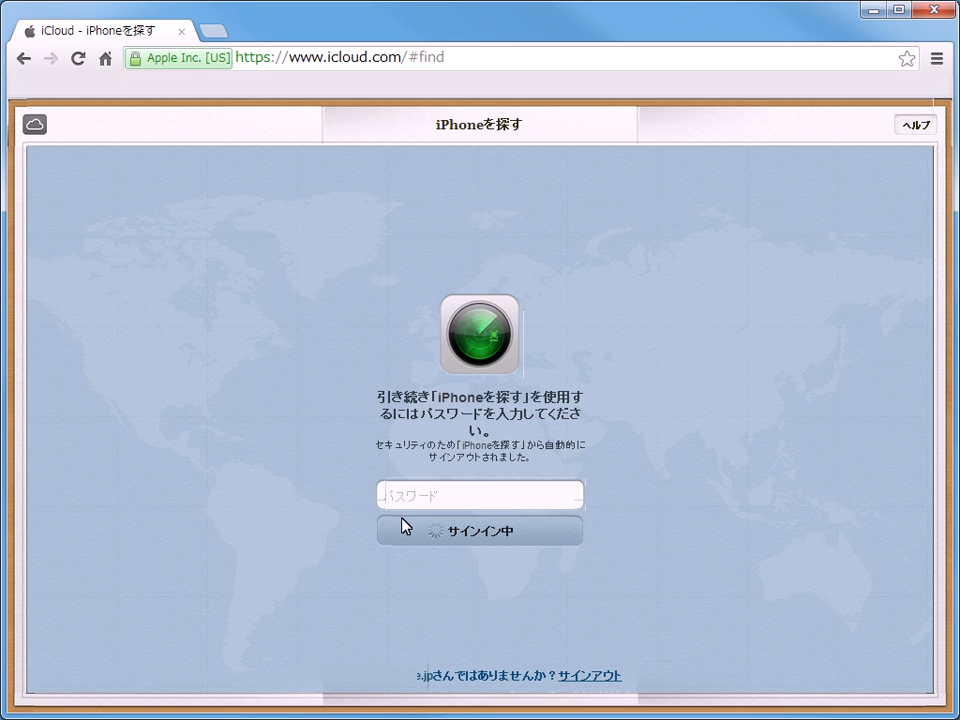 iCloud - iPhoneを探す
Apple Inc. [US] https://www.icloud.com/#find
iPhoneを探す
ヘルプ
引き続き「iPhoneを探す」を使用す
るにはパスワードを入力してくださ
い。
セキュリティのため「iPhoneを探す」から自動的に
サインアウトされました。
パスワード
サインイン中
e.jpさんではありませんか？サインアウト